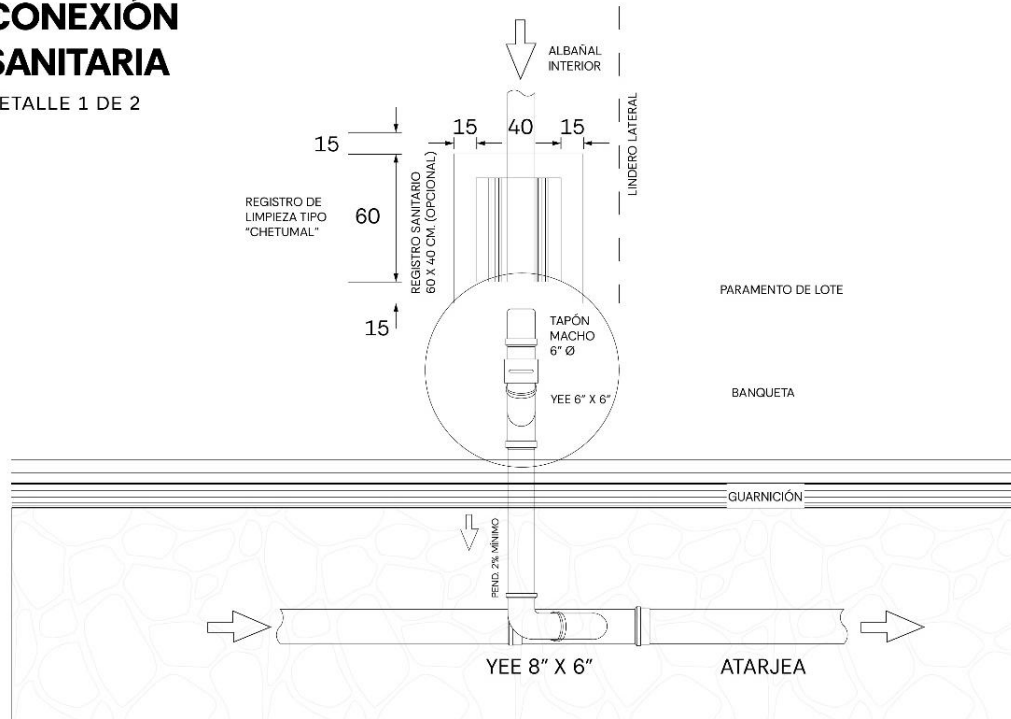 CONEXIÓN
SANITARIA
ETALLE 1 DE 2
ALBAÑAL
INTERIOR
LINDERO LATERAL
15
15
40
15
REGISTRO DE
LIMPIEZA TIPO
"CHETUMAL"
60
REGISTRO SANITARIO
60 X 40 CM. (OPCIONAL)
15
TAPÓN
MACHO
6" Ø
YEE 6" X 6"
PARAMENTO DE LOTE
BANQUETA
GUARNICIÓN
PEND. 2% MÍNIMO
YEE 8" X 6"
ATARJEA